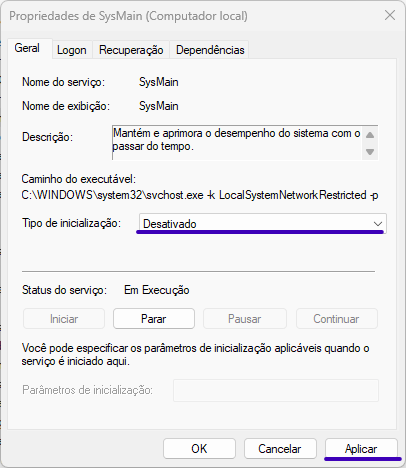 Propriedades de SysMain (Computador local)
Geral Logon Recuperação Dependências
Nome do serviço: SysMain
Nome de exibição: SysMain
Descrição: Mantém e aprimora o desempenho do sistema com o
passar do tempo.
Caminho do executável:
C:\WINDOWS\system32\svchost.exe -k LocalSystemNetworkRestricted -p
Tipo de inicialização: Desativado
Status do serviço: Em Execução
Iniciar Parar Pausar Continuar
Você pode especificar os parâmetros de inicialização aplicáveis quando o
serviço é iniciado aqui.
Parâmetros de inicialização:
OK Cancelar Aplicar